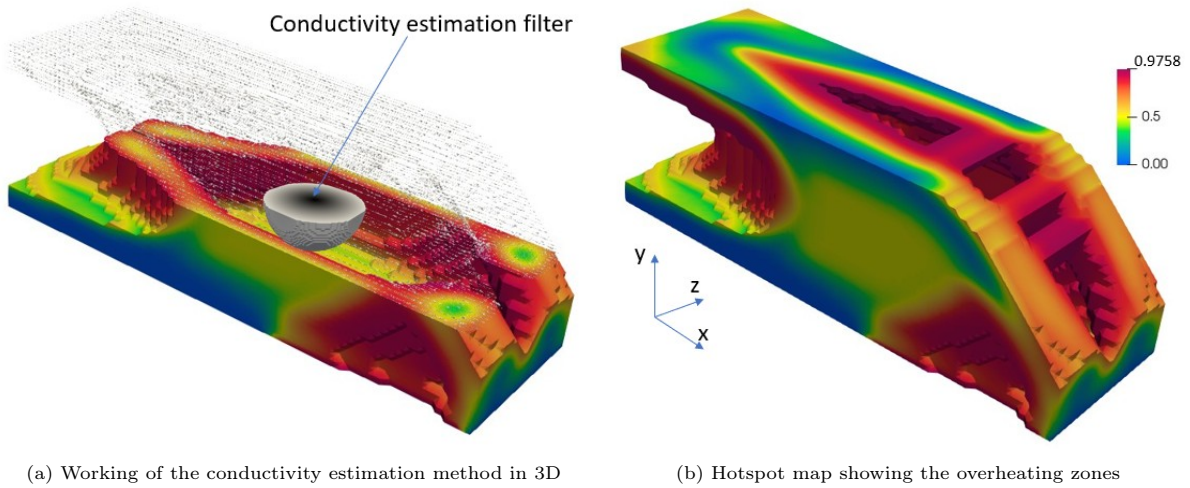 Conductivity estimation filter
0.9758
0.5
0.00
y
z
x
(a) Working of the conductivity estimation method in 3D
(b) Hotspot map showing the overheating zones